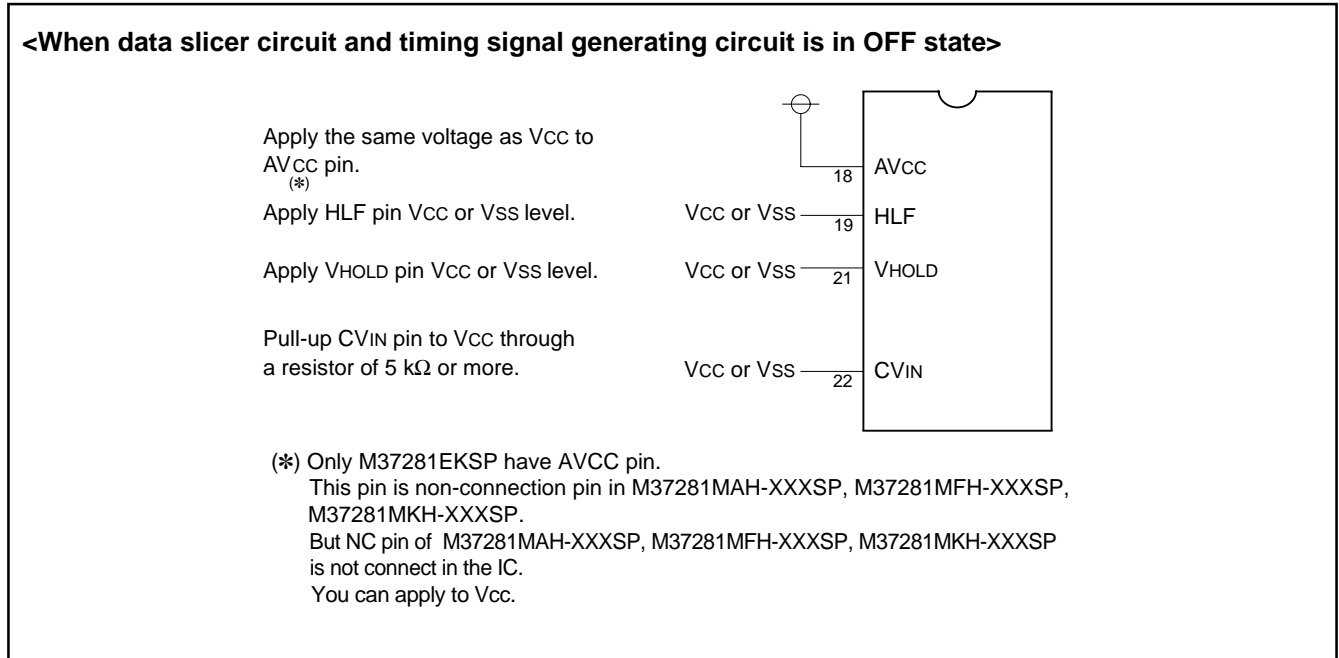 <When data slicer circuit and timing signal generating circuit is in OFF state>
Apply the same voltage as VCC to
AVCC pin.
(✽)
18 AVCC
Apply HLF pin VCC or VSS level. VCC or VSS 19 HLF
Apply VHOLD pin VCC or VSS level. VCC or VSS 21 VHOLD
Pull-up CVIN pin to VCC through
a resistor of 5 kΩ or more. VCC or VSS 22 CVIN
(✽) Only M37281EKSP have AVCC pin.
This pin is non-connection pin in M37281MAH-XXXSP, M37281MFH-XXXSP,
M37281MKH-XXXSP.
But NC pin of M37281MAH-XXXSP, M37281MFH-XXXSP, M37281MKH-XXXSP
is not connect in the IC.
You can apply to Vcc.